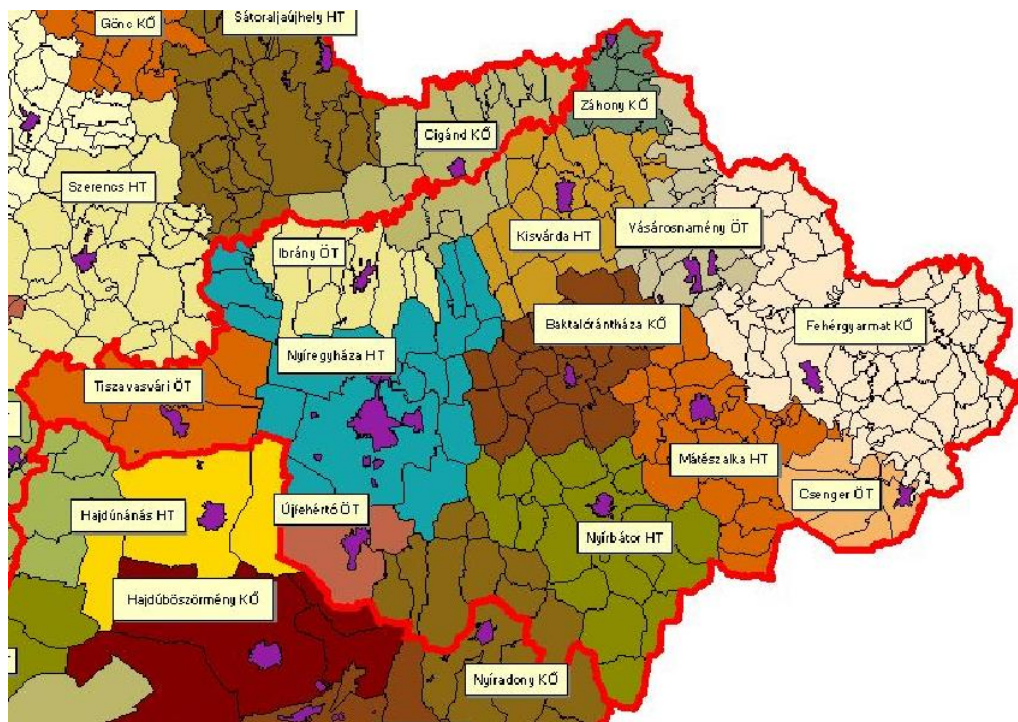 Gönc KŐ
Sátoraljaújhely HT
Záhony KŐ
Cigánd KŐ
Szerencs HT
Vásárosnamény ÖT
Kisvárda HT
Ibrány ÖT
Baktalórántháza KŐ
Fehérgyarmat KŐ
Nyíregyháza HT
Tiszavasvári ÖT
Mátészalka HT
Csenger ÖT
Hajdúnánás HT
Újfehértó ÖT
Nyírbátor HT
Hajdúböszörmény KŐ
Nyíradony KŐ